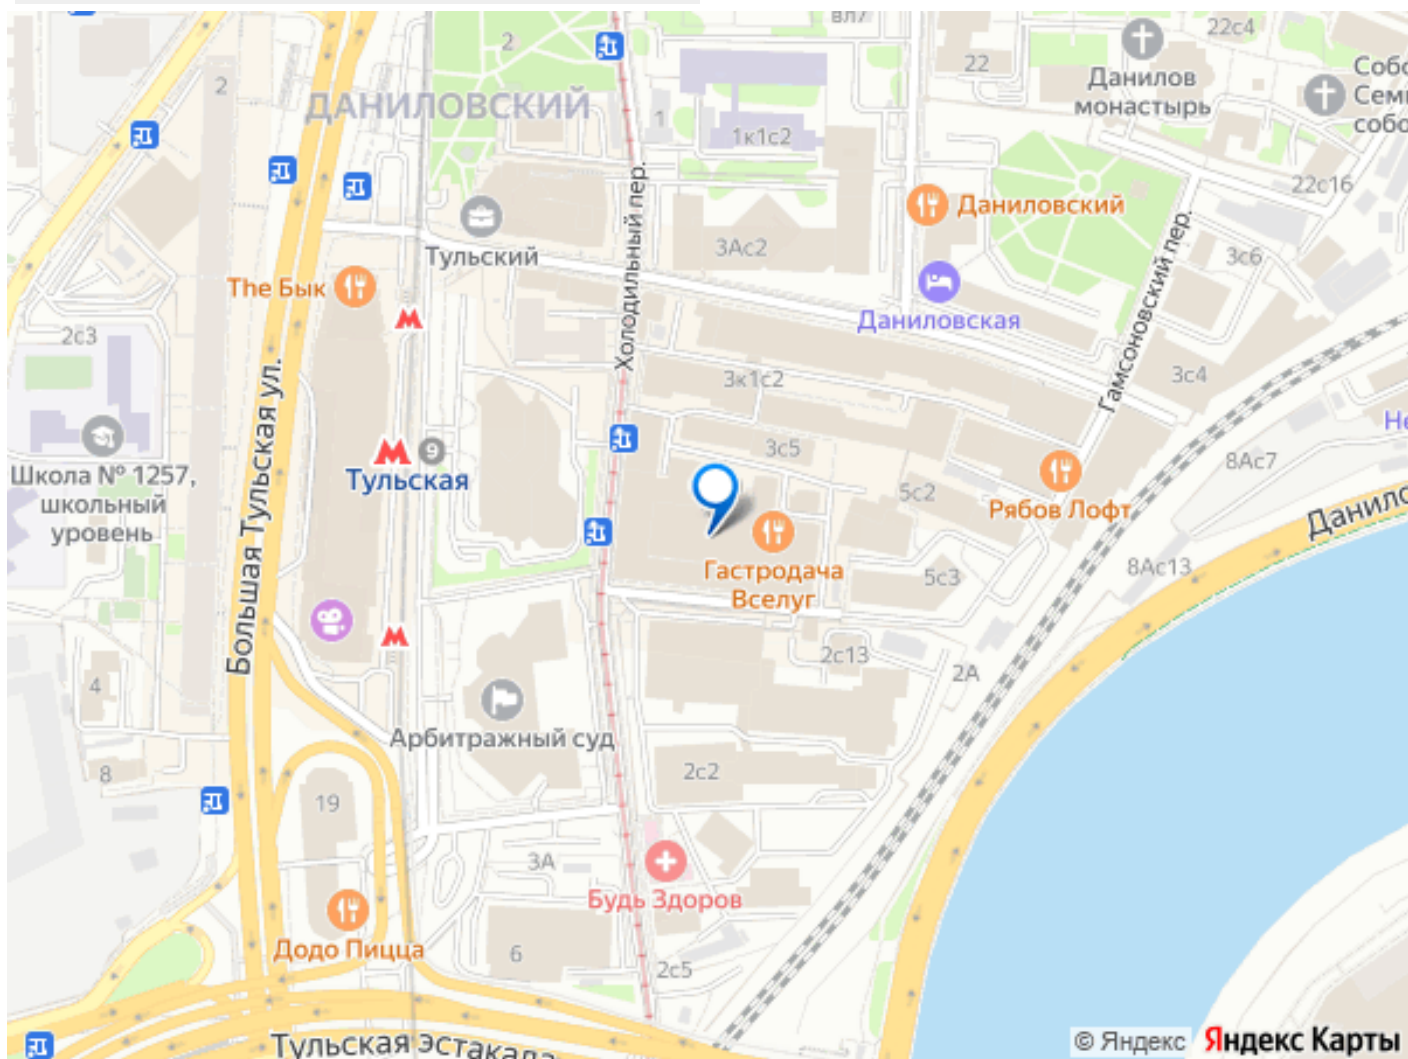 вл7
22с4
2
22
Данилов
монастырь
Собо
Семи
собо
2
ДАНИЛОВСКИЙ
1
1к1с2
22с16
Даниловский
Холодильный пер.
3Ас2
Тульский
3с6
The Бык
Даниловская
Гамсоновский пер.
2с3
3к1с2
3с4
Большая Тульская ул.
Не
3с5
9
8Ас7
Школа № 1257,
школьный
уровень
Тульская
5с2
Рябов Лофт
Данило
Гастродача
Вселуг
5с3
8Ас13
2с13
2А
4
Арбитражный суд
8
2с2
19
3А
Будь Здоров
Додо Пицца
6
2с5
Тульская эстакада
© Яндекс
Яндекс Карты